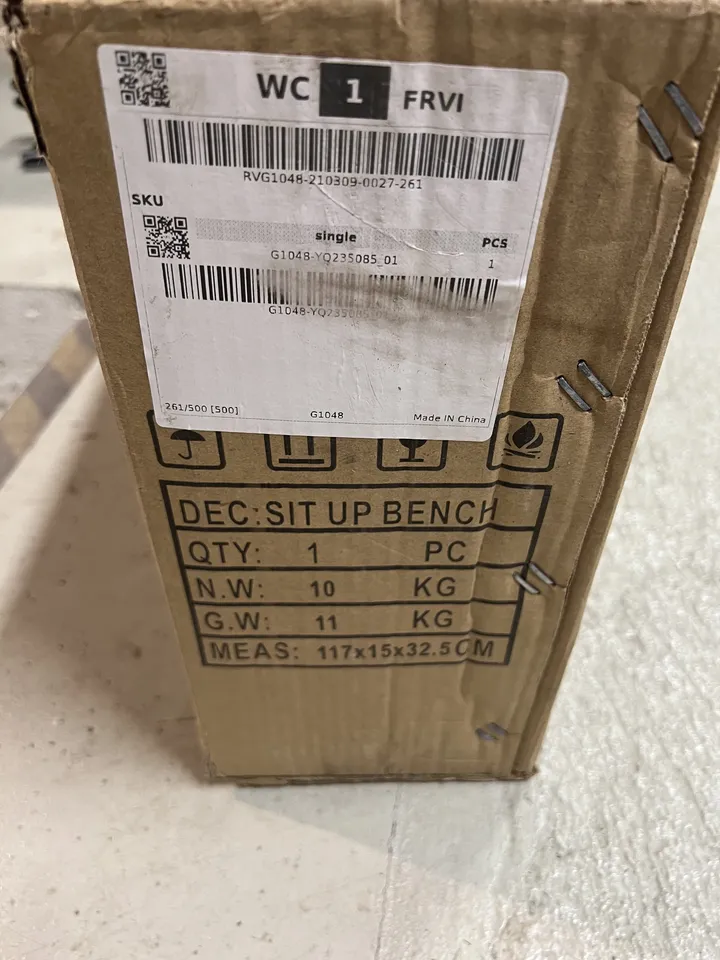 WC 1 FRVI
RVG1048-210309-0027-261
SKU
single PCS
G1048-YQ23S085_01 1
261/500 [500] G1048 Made IN China
DEC:SIT UP BENCH
QTY: 1 PC
N.W: 10 KG
G.W: 11 KG
MEAS: 117x15x32.5CM